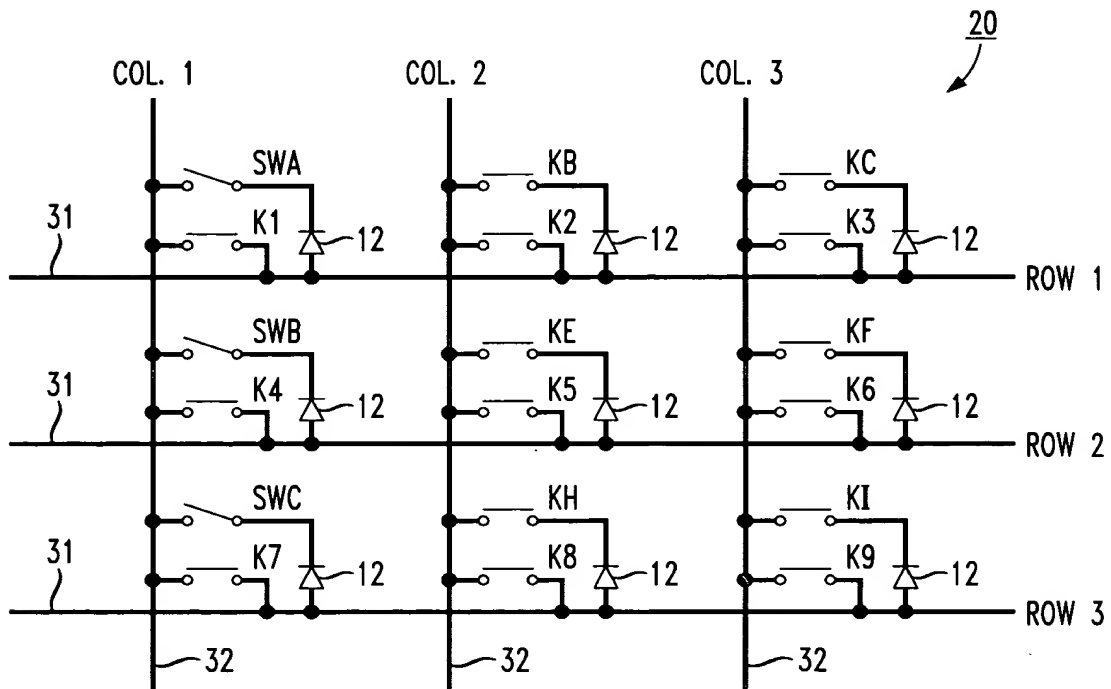 20
COL. 1 COL. 2 COL. 3
SWA KB KC
31 K1 12 K2 12 K3 12
ROW 1
SWB KE KF
31 K4 12 K5 12 K6 12
ROW 2
SWC KH KI
31 K7 12 K8 12 K9 12
ROW 3
32 32 32